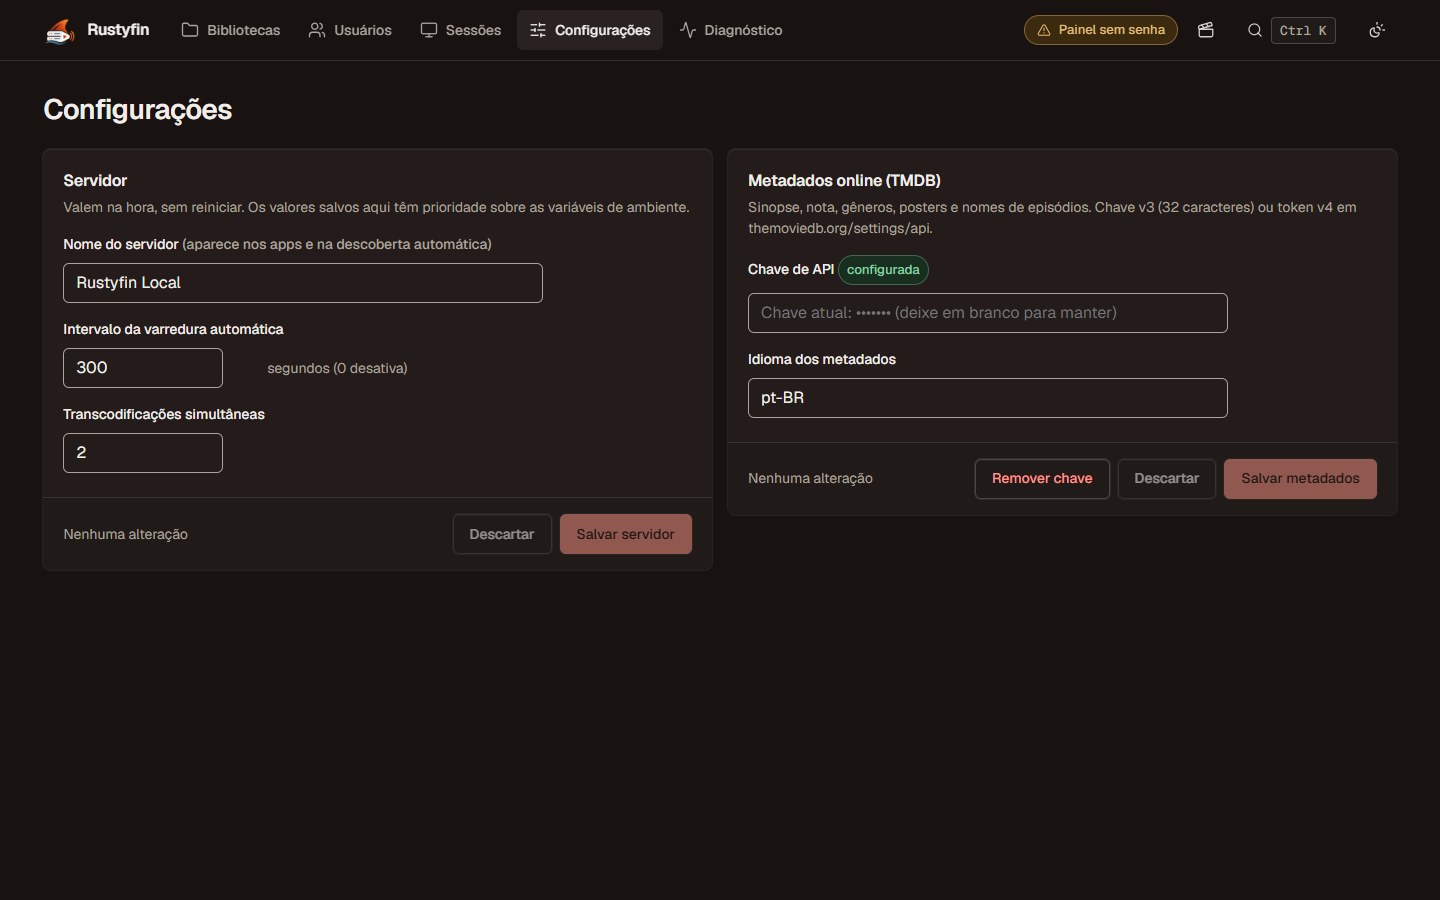 Rustyfin
Bibliotecas
Usuários
Sessões
Configurações
Diagnóstico
Painel sem senha
Ctrl K
Configurações
Servidor
Valem na hora, sem reiniciar. Os valores salvos aqui têm prioridade sobre as variáveis de ambiente.
Nome do servidor (aparece nos apps e na descoberta automática)
Rustyfin Local
Intervalo da varredura automática
300
segundos (0 desativa)
Transcodificações simultâneas
2
Nenhuma alteração
Descartar
Salvar servidor
Metadados online (TMDB)
Sinopse, nota, gêneros, posters e nomes de episódios. Chave v3 (32 caracteres) ou token v4 em
themoviedb.org/settings/api.
Chave de API configurada
Chave atual: ••••••• (deixe em branco para manter)
Idioma dos metadados
pt-BR
Nenhuma alteração
Remover chave
Descartar
Salvar metadados